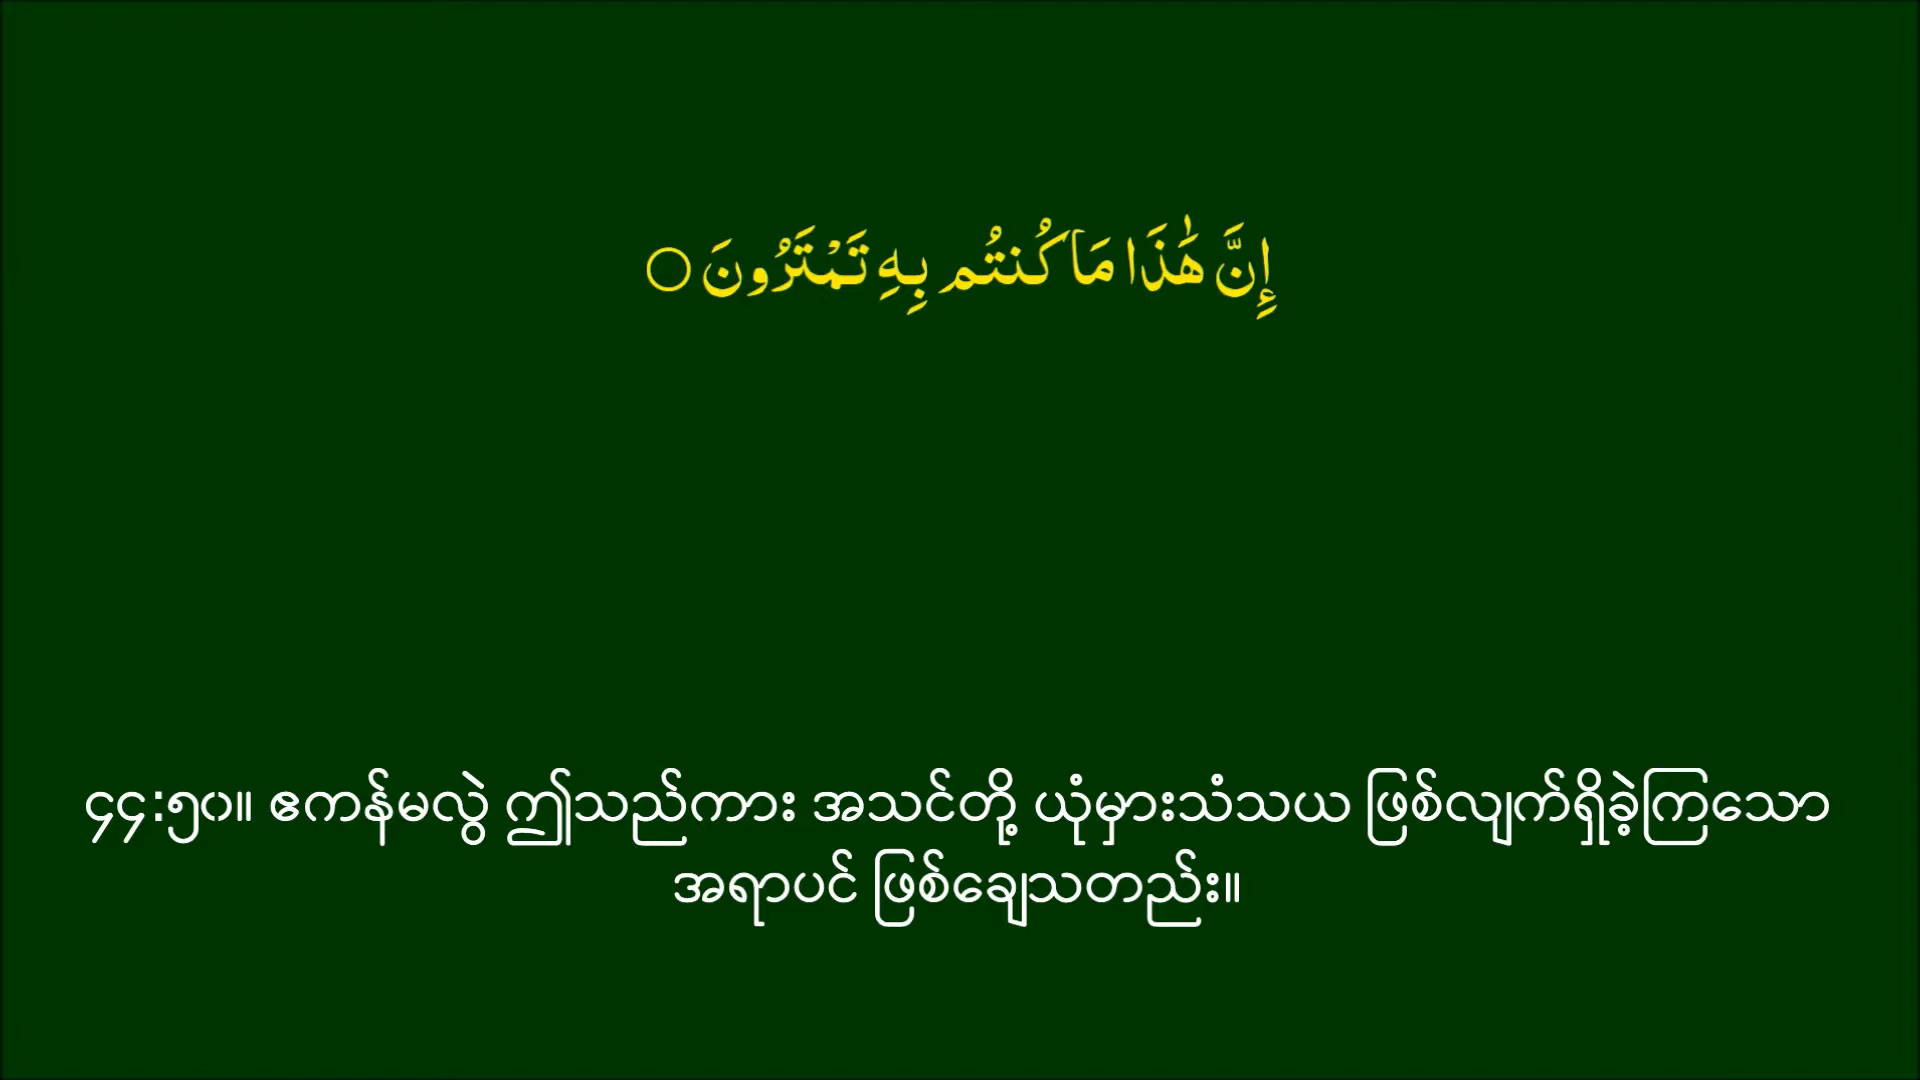 إِنَّ هَٰذَا مَا كُنتُم بِهِ تَمْتَرُونَ ۝
၄၄:၅၀။ ဧကန်မလွဲ ဤသည်ကား အသင်တို့ ယုံမှားသံသယ ဖြစ်လျက်ရှိခဲ့ကြသော
အရာပင် ဖြစ်ချေသတည်း။